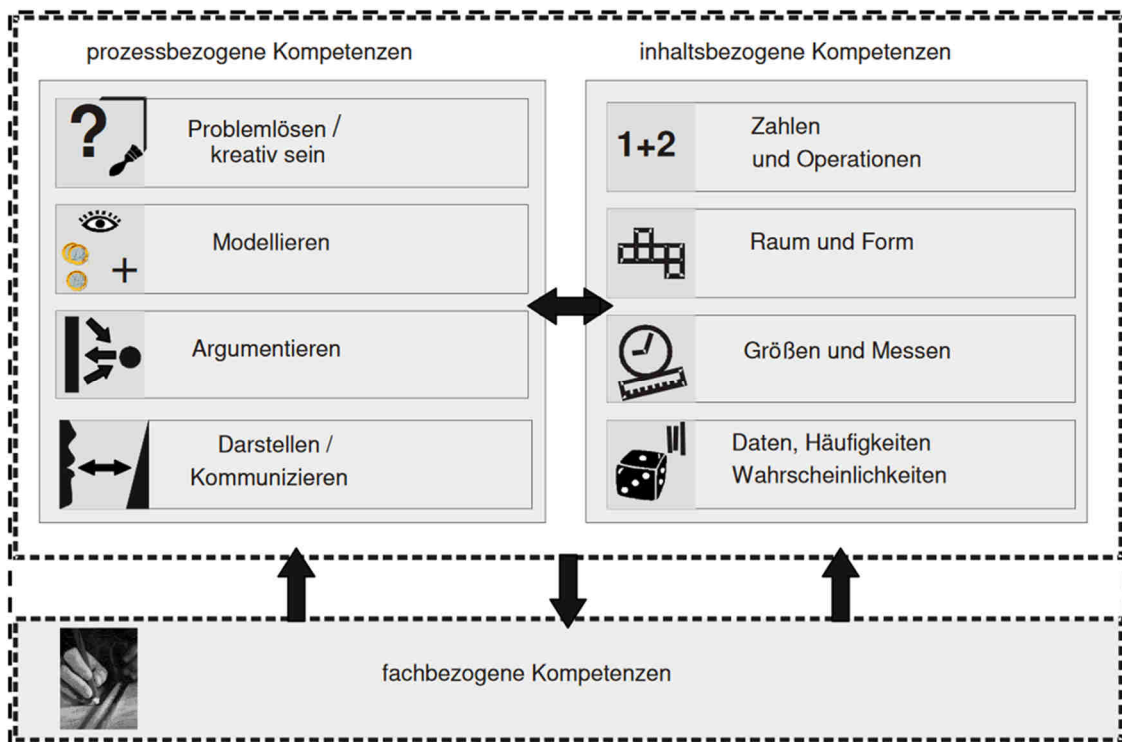 prozessbezogene Kompetenzen
?
Problemlösen /
kreativ sein
+
Modellieren
Argumentieren
Darstellen /
Kommunizieren
inhaltsbezogene Kompetenzen
1+2
Zahlen
und Operationen
Raum und Form
Größen und Messen
Daten, Häufigkeiten
Wahrscheinlichkeiten
fachbezogene Kompetenzen